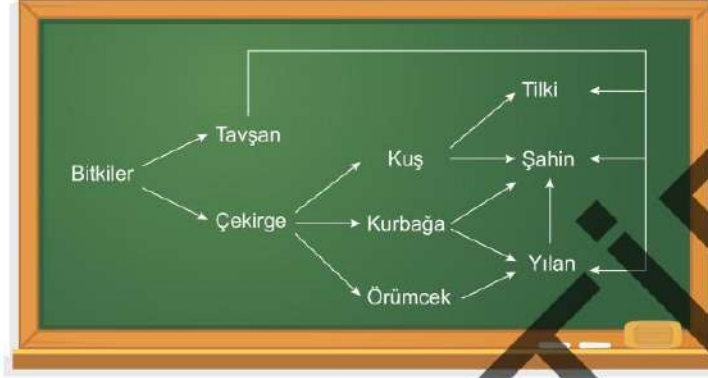 Tilki
Tavşan
Kuş
Şahin
Bitkiler
Çekirge
Kurbağa
Yılan
Örümcek